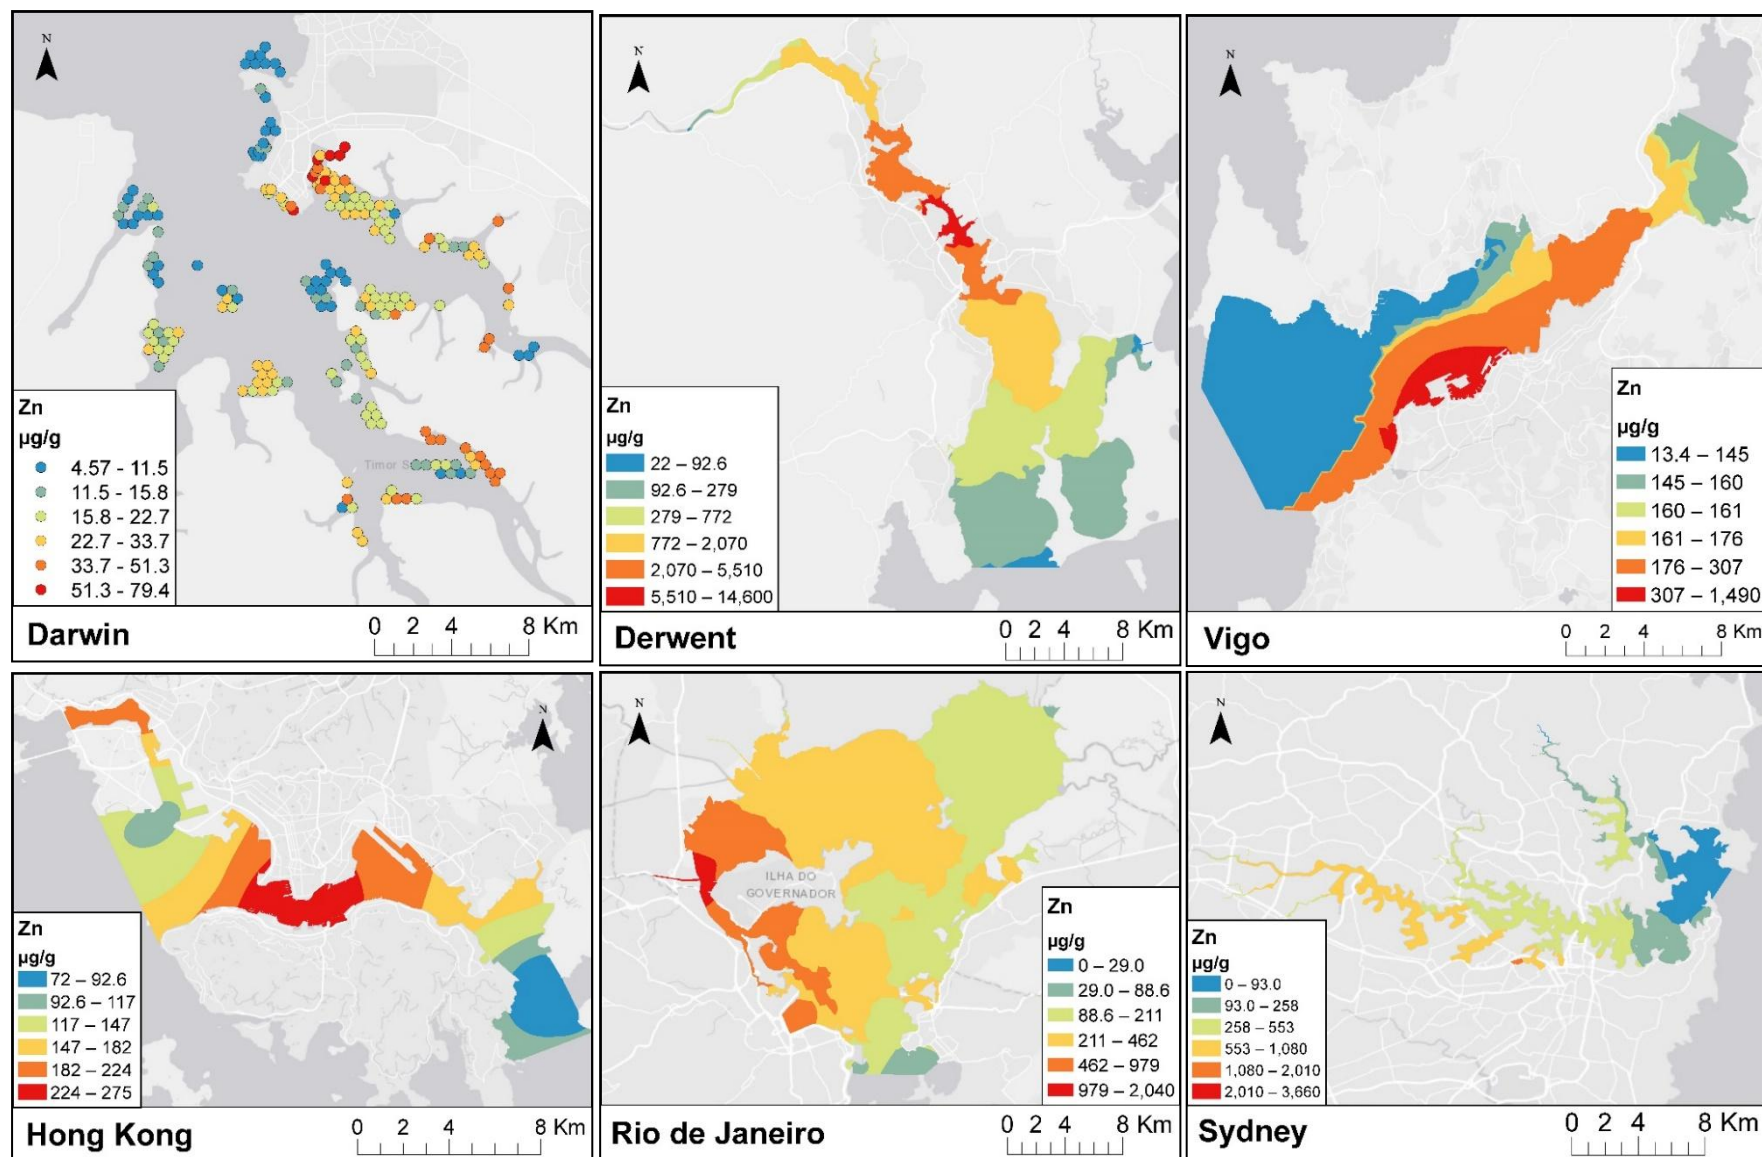 N
Timor S
Zn
µg/g
4.57 - 11.5
11.5 - 15.8
15.8 - 22.7
22.7 - 33.7
33.7 - 51.3
51.3 - 79.4
Darwin
0 2 4 8 Km
N
Zn
µg/g
22 – 92.6
92.6 – 279
279 – 772
772 – 2,070
2,070 – 5,510
5,510 – 14,600
Derwent
0 2 4 8 Km
N
Zn
µg/g
13.4 – 145
145 – 160
160 – 161
161 – 176
176 – 307
307 – 1,490
Vigo
0 2 4 8 Km
N
Zn
µg/g
72 – 92.6
92.6 – 117
117 – 147
147 – 182
182 – 224
224 – 275
Hong Kong
0 2 4 8 Km
N
ILHA DO
GOVERNADOR
Zn
µg/g
0 – 29.0
29.0 – 88.6
88.6 – 211
211 – 462
462 – 979
979 – 2,040
Rio de Janeiro
0 2 4 8 Km
N
Zn
µg/g
0 – 93.0
93.0 – 258
258 – 553
553 – 1,080
1,080 – 2,010
2,010 – 3,660
Sydney
0 2 4 8 Km